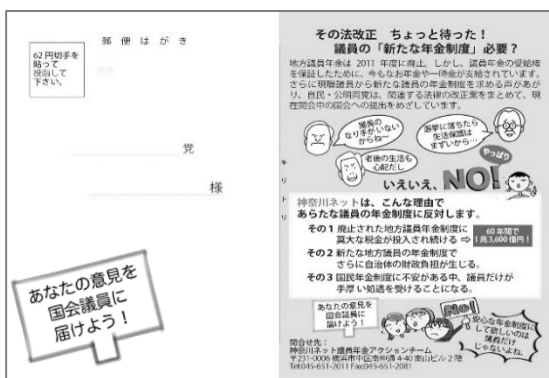 郵便はがき
62円切手を
貼って
投函して
下さい。
党
様
あなたの意見を
国会議員に
届けよう！
キリトリ
その法改正 ちょっと待った！
議員の「新たな年金制度」必要？
地方議員年金は 2011 年度に廃止。しかし、議員年金の受給権
を保証したために、今もなお年金や一時金が支給されています。
さらに現職議員から新たな議員の年金制度を求める声があが
り、自民・公明両党は、関連する法律の改正案をまとめて、現
在開会中の国会への提出をめざしています。
議員の
なり手がいない
からね～
選挙に落ちたら
生活保護は
まずいから…
老後の生活も
心配だし
やっぱり
いえいえ、NO!
神奈川ネットは、こんな理由で
あらたな議員の年金制度に反対します。
その1 廃止された地方議員年金制度に
莫大な税金が投入され続ける ⇨
60年間で
1兆3,600億円！
その2 新たな地方議員の年金制度で
さらに自治体の財政負担が生じる。
その3 国民年金制度に不安がある中、議員だけが
手厚い処遇を受けることになる。
あなたの意見を
国会議員に
届けよう！
No!
安心な年金制度に
して欲しいのは
議員だけ
じゃないよね。
問合せ先：
神奈川ネット議員年金アクションチーム
〒231-0006 横浜市中区南仲通 4-40 南山ビル 2 階
Tel:045-651-2011 Fax:045-651-2081